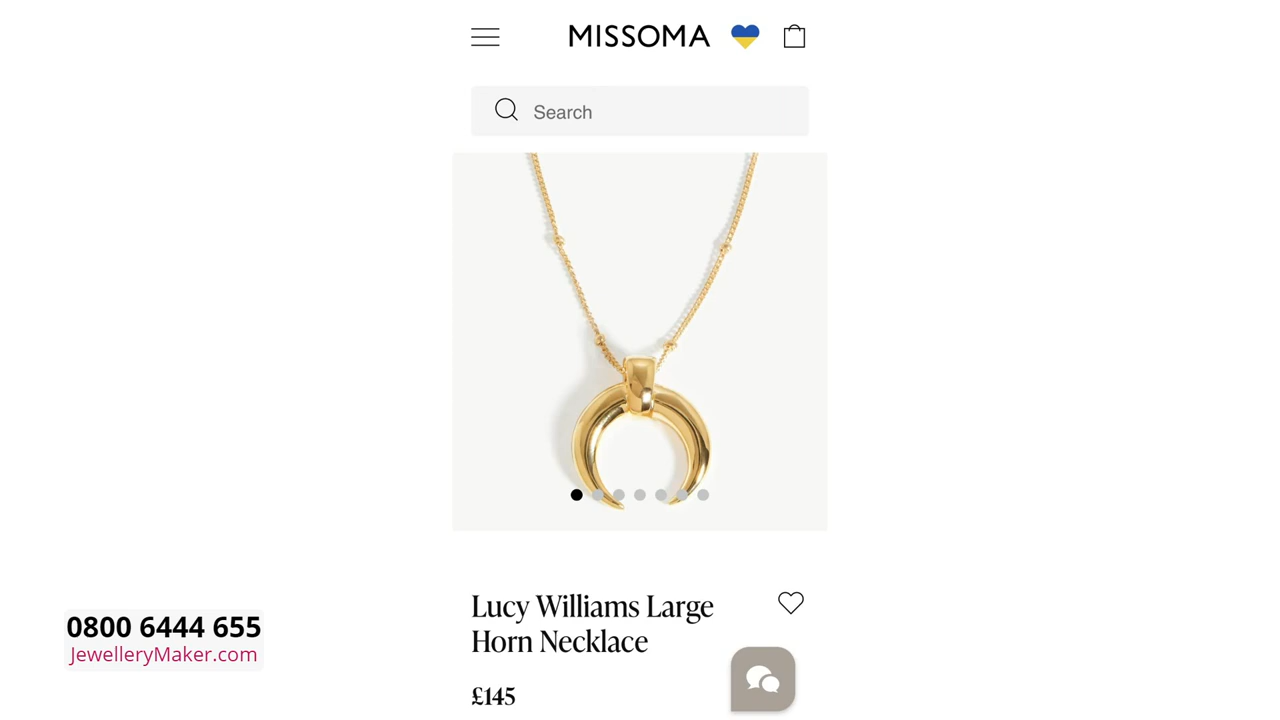 MISSOMA
Search
Lucy Williams Large
Horn Necklace
£145
0800 6444 655
JewelleryMaker.com